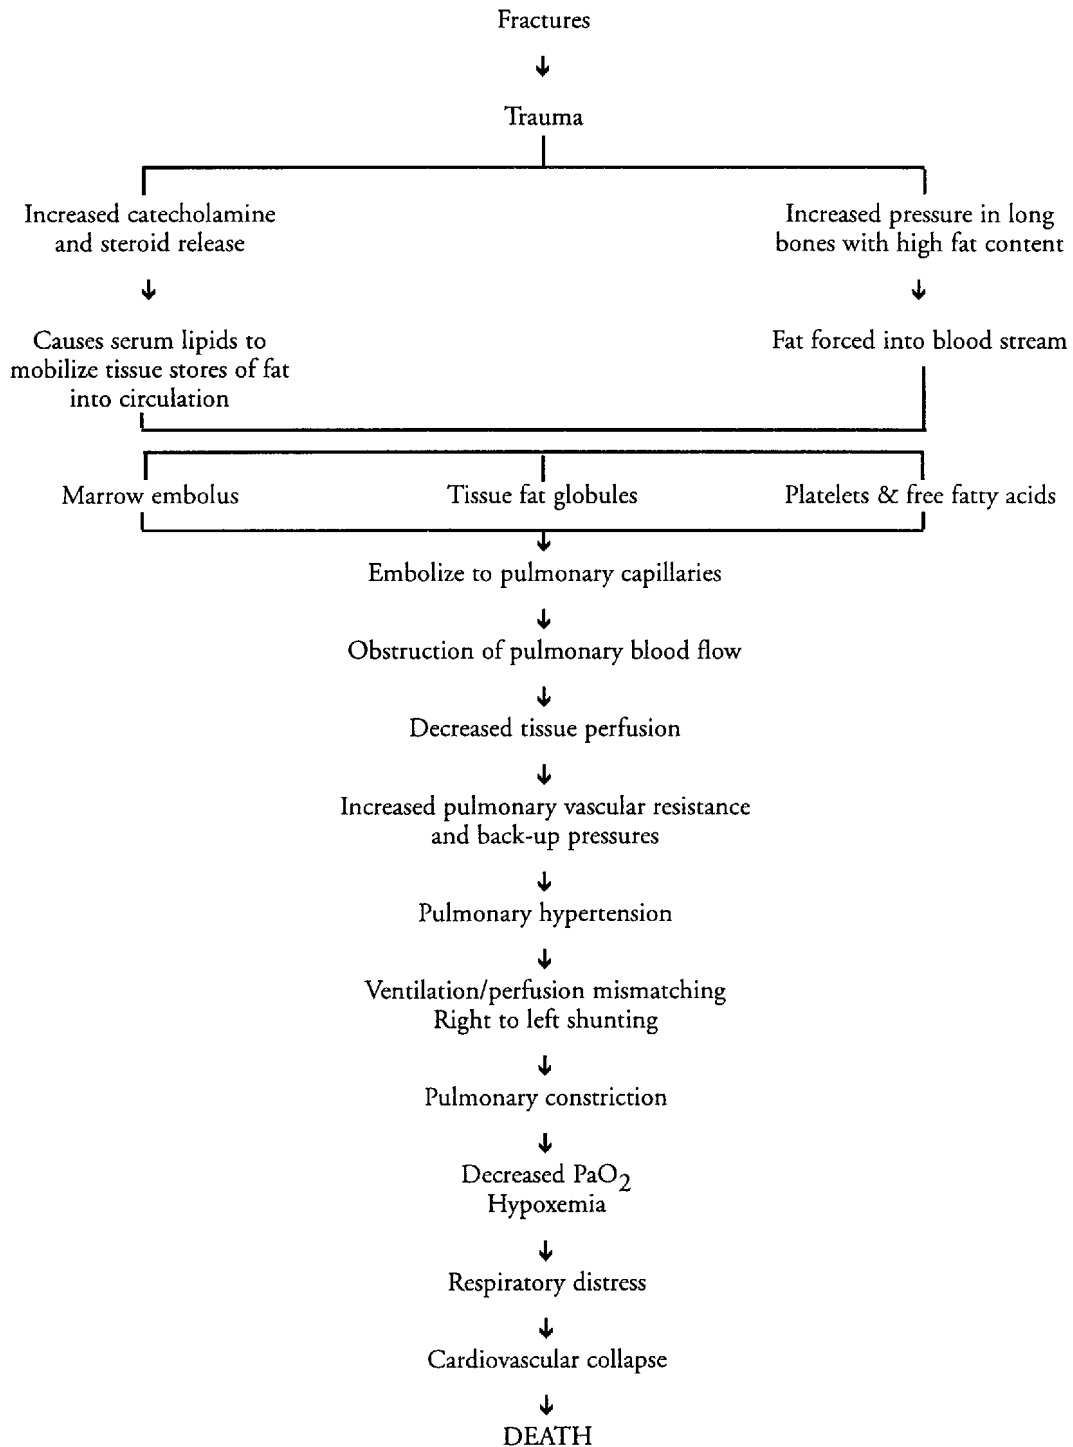 Fractures
Trauma
Increased catecholamine
and steroid release
Increased pressure in long
bones with high fat content
Causes serum lipids to
mobilize tissue stores of fat
into circulation
Fat forced into blood stream
Marrow embolus
Tissue fat globules
Platelets & free fatty acids
Embolize to pulmonary capillaries
Obstruction of pulmonary blood flow
Decreased tissue perfusion
Increased pulmonary vascular resistance
and back-up pressures
Pulmonary hypertension
Ventilation/perfusion mismatching
Right to left shunting
Pulmonary constriction
Decreased PaO2
Hypoxemia
Respiratory distress
Cardiovascular collapse
DEATH